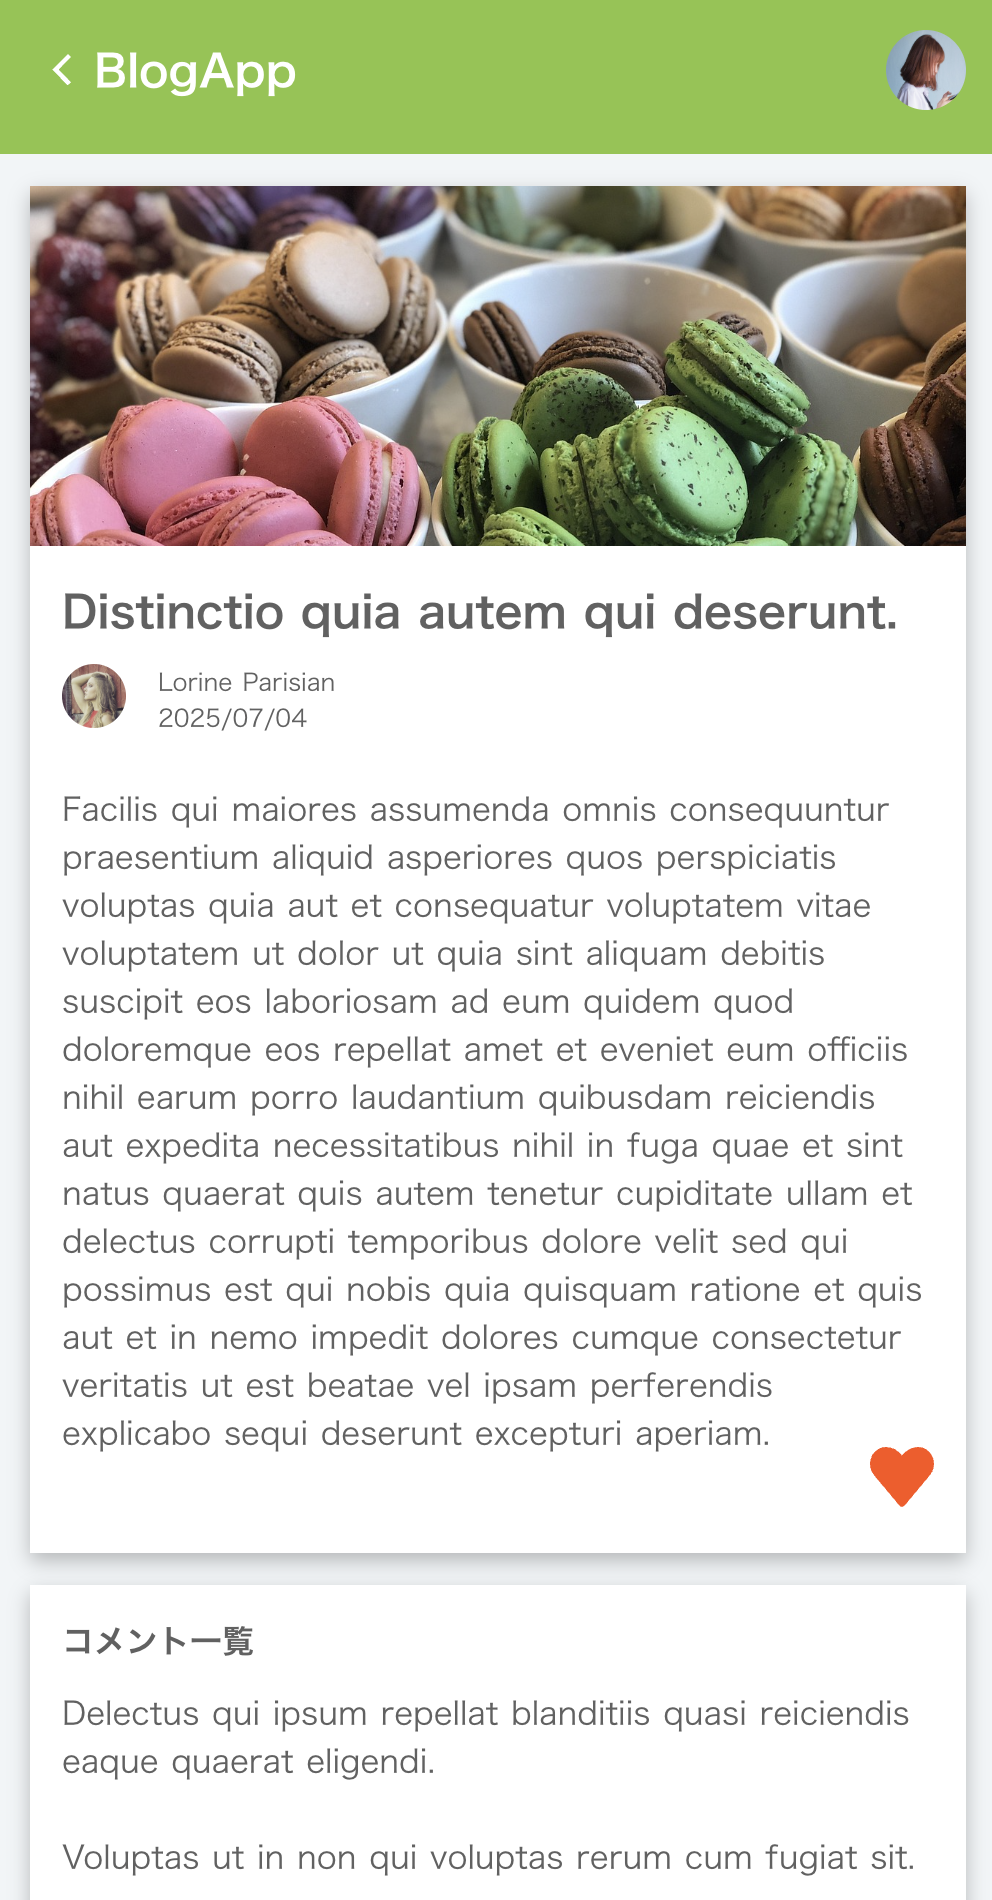 BlogApp
Distinctio quia autem qui deserunt.
Lorine Parisian
2025/07/04
Facilis qui maiores assumenda omnis consequuntur
praesentium aliquid asperiores quos perspiciatis
voluptas quia aut et consequatur voluptatem vitae
voluptatem ut dolor ut quia sint aliquam debitis
suscipit eos laboriosam ad eum quidem quod
doloremque eos repellat amet et eveniet eum officiis
nihil earum porro laudantium quibusdam reiciendis
aut expedita necessitatibus nihil in fuga quae et sint
natus quaerat quis autem tenetur cupiditate ullam et
delectus corrupti temporibus dolore velit sed qui
possimus est qui nobis quia quisquam ratione et quis
aut et in nemo impedit dolores cumque consectetur
veritatis ut est beatae vel ipsam perferendis
explicabo sequi deserunt excepturi aperiam.
コメント一覧
Delectus qui ipsum repellat blanditiis quasi reiciendis
eaque quaerat eligendi.
Voluptas ut in non qui voluptas rerum cum fugiat sit.